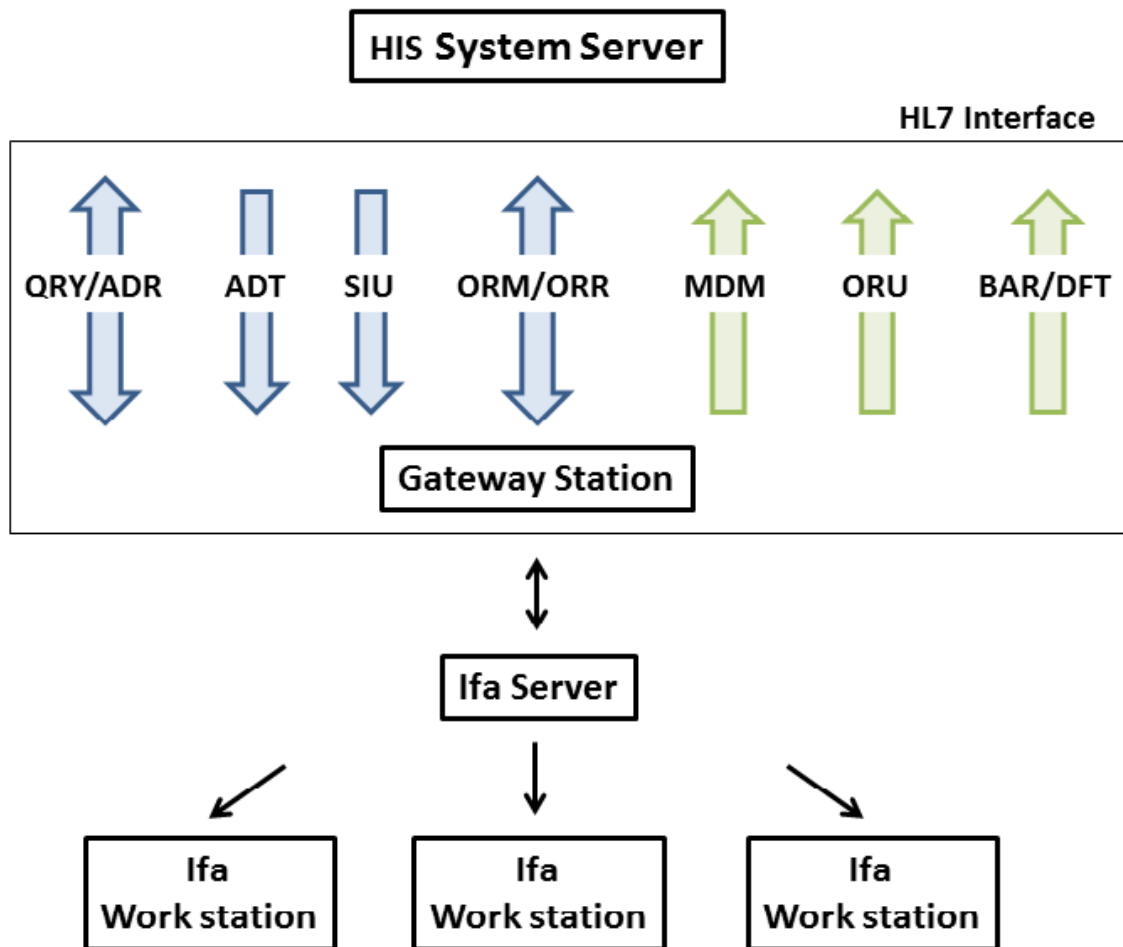 HIS System Server
HL7 Interface
QRY/ADR ADT SIU ORM/ORR MDM ORU BAR/DFT
Gateway Station
Ifa Server
Ifa
Work station
Ifa
Work station
Ifa
Work station